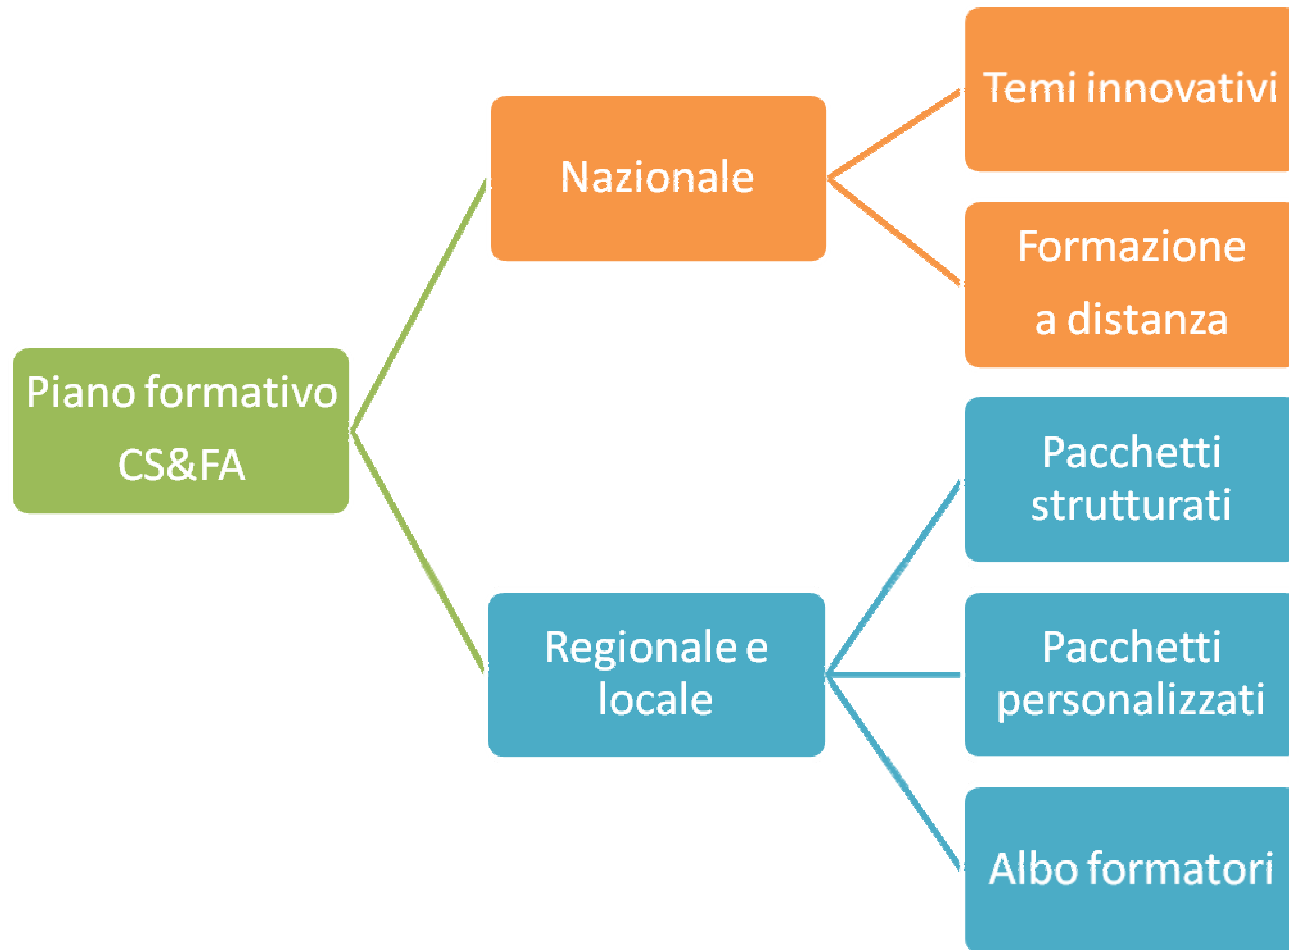 Piano formativo
CS&FA
Nazionale
Temi innovativi
Formazione
a distanza
Regionale e
locale
Pacchetti
strutturati
Pacchetti
personalizzati
Albo formatori